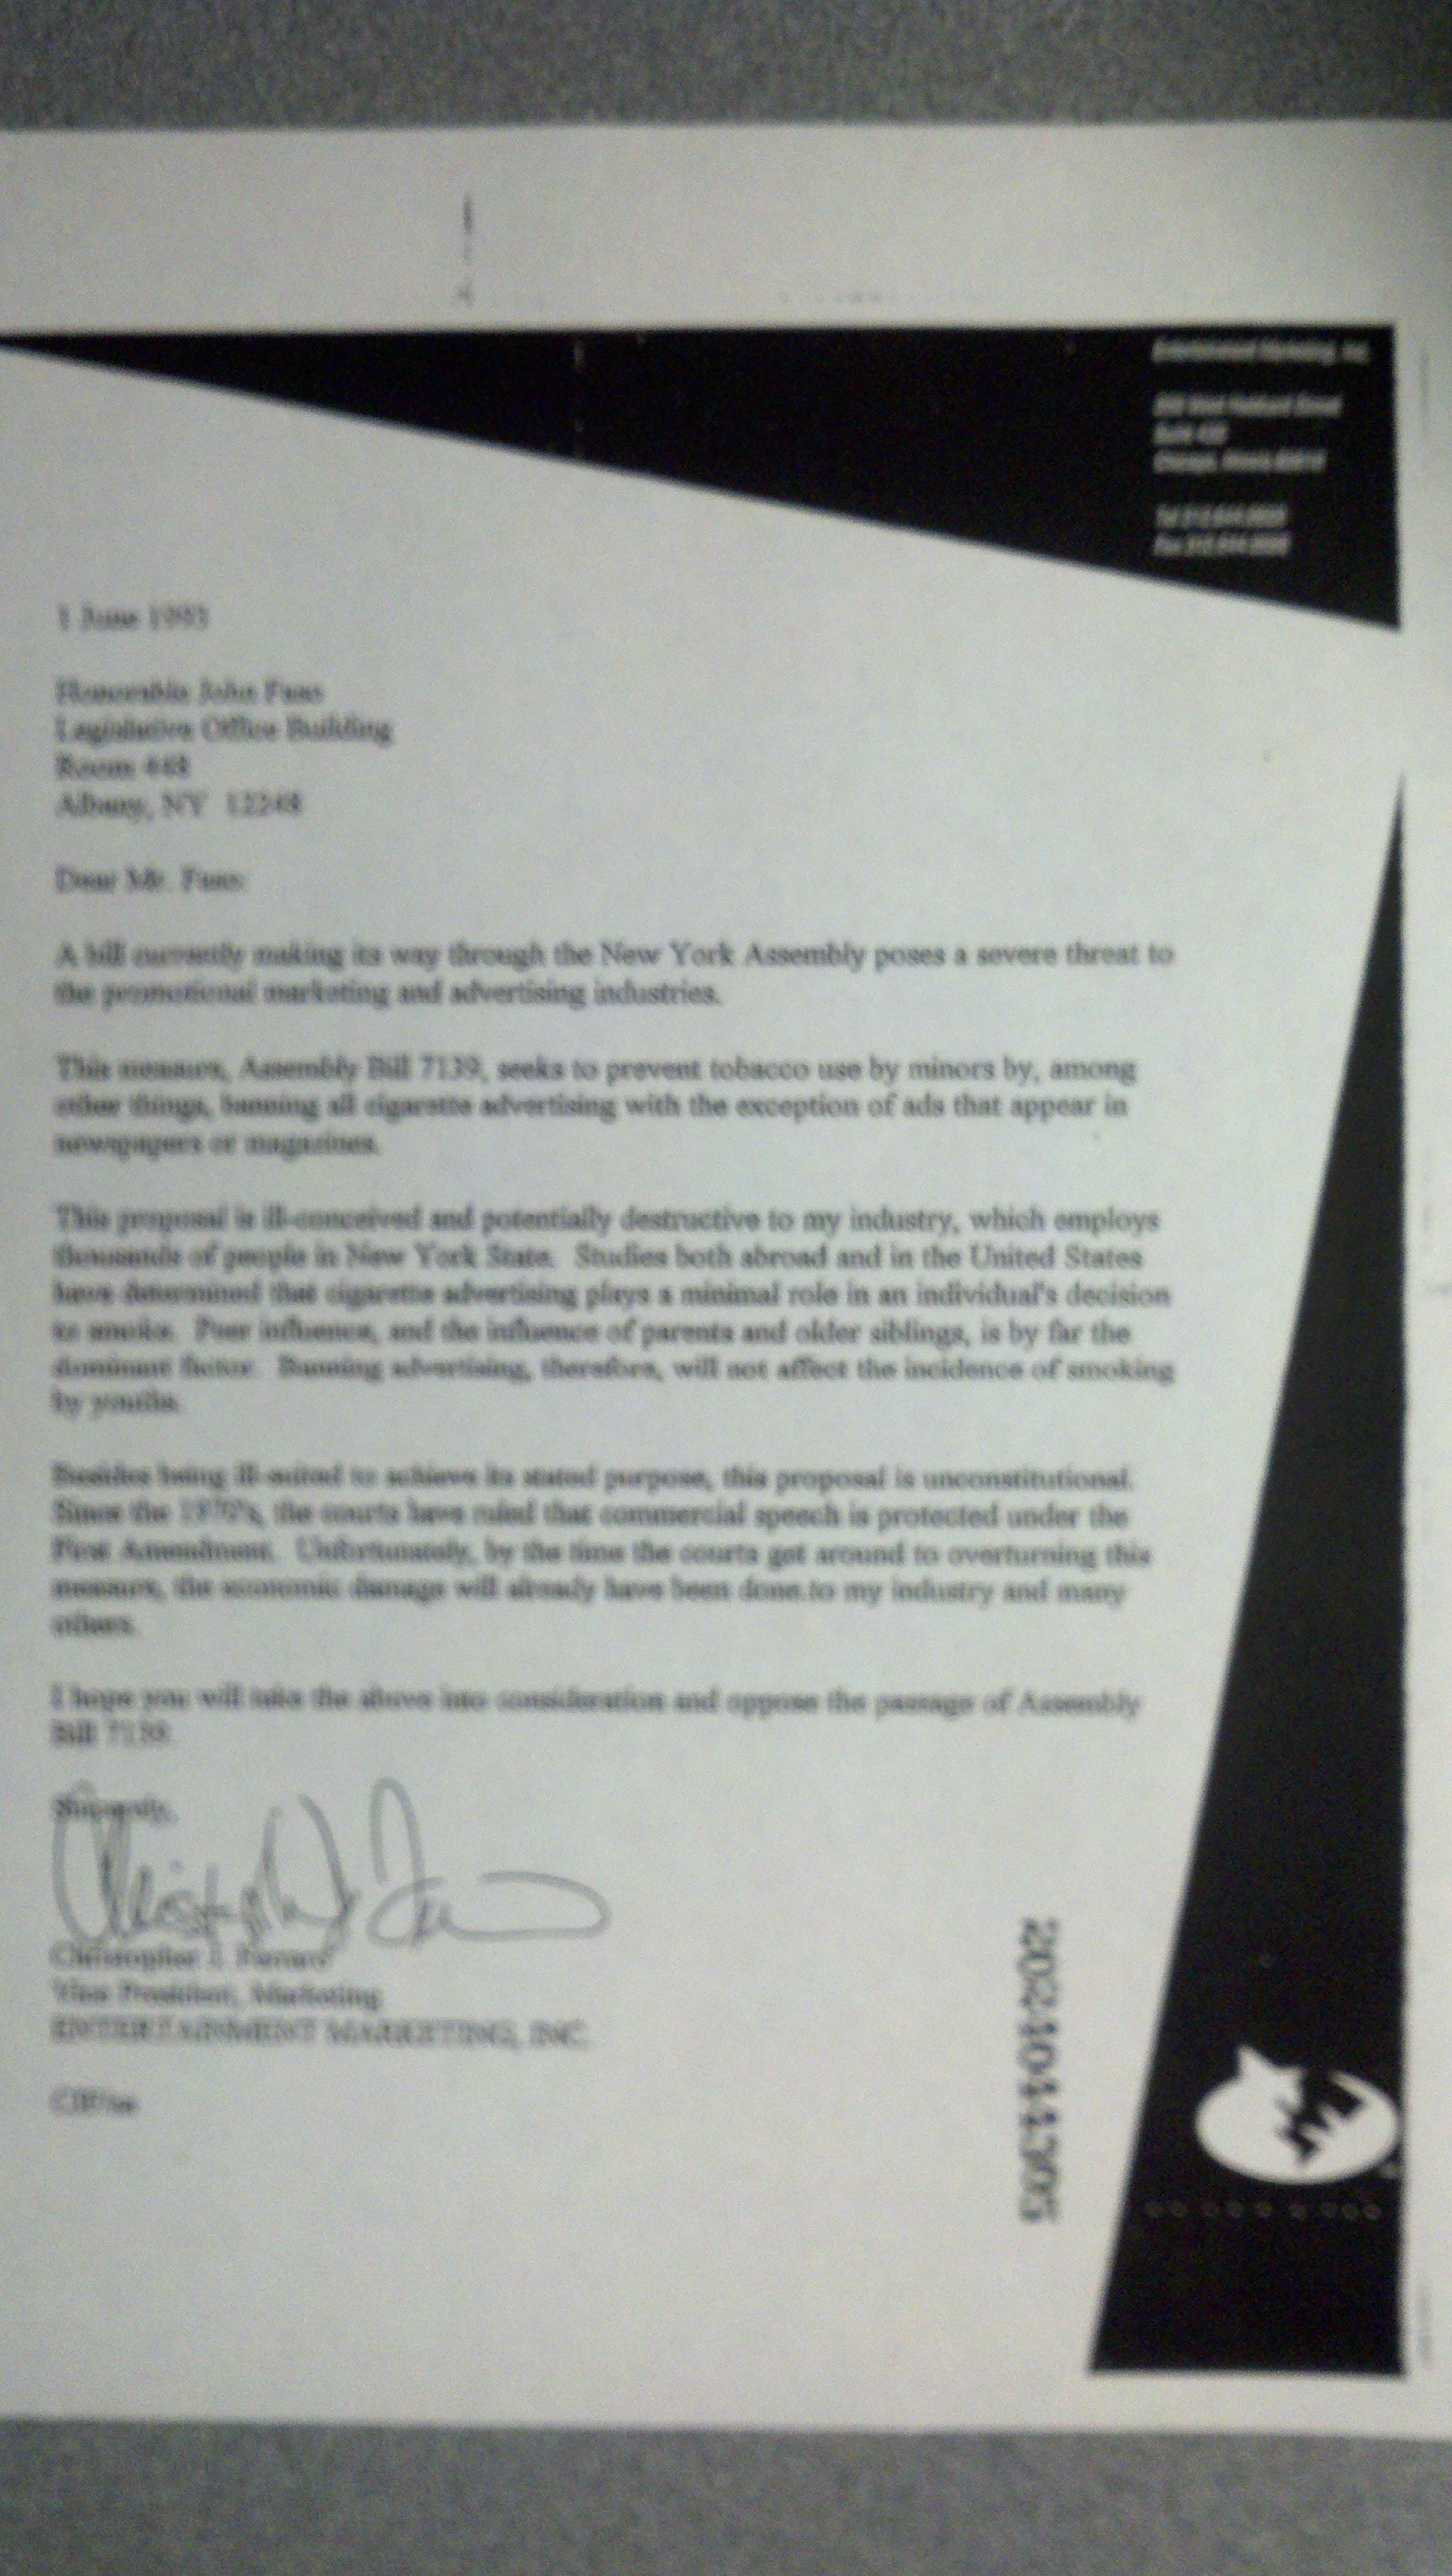 Entertainment Marketing, Inc.
Street
Suite
Chicago, Illinois
Tel
Fax
1 June 1993
Honorable John Faso
Legislative Office Building
Room 448
Albany, NY 12248
Dear Mr. Faso:
A bill currently making its way through the New York Assembly poses a severe threat to
the promotional marketing and advertising industries.
This measure, Assembly Bill 7139, seeks to prevent tobacco use by minors by, among
other things, banning all cigarette advertising with the exception of ads that appear in
newspapers or magazines.
This proposal is ill-conceived and potentially destructive to my industry, which employs
thousands of people in New York State. Studies both abroad and in the United States
have determined that cigarette advertising plays a minimal role in an individual's decision
to smoke. Peer influence, and the influence of parents and older siblings, is by far the
dominant factor. Banning advertising, therefore, will not affect the incidence of smoking
by youths.
Besides being ill-suited to achieve its stated purpose, this proposal is unconstitutional.
Since the 1970's, the courts have ruled that commercial speech is protected under the
First Amendment. Unfortunately, by the time the courts get around to overturning this
measure, the economic damage will already have been done to my industry and many
others.
I hope you will take the above into consideration and oppose the passage of Assembly
Bill 7139.
Sincerely,
Christopher J.
Vice President, Marketing
ENTERTAINMENT MARKETING, INC.